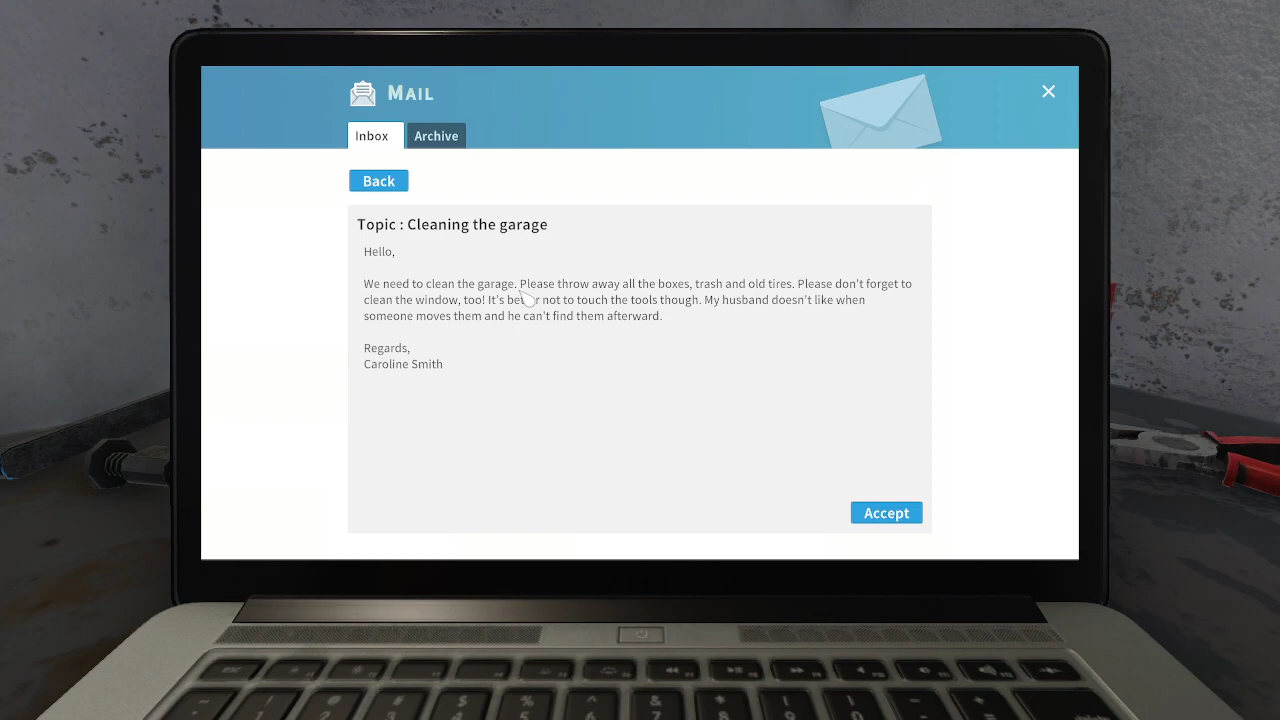 MAIL
Inbox
Archive
Back
Topic : Cleaning the garage
Hello,
We need to clean the garage. Please throw away all the boxes, trash and old tires. Please don't forget to
clean the window, too! It's better not to touch the tools though. My husband doesn't like when
someone moves them and he can't find them afterward.
Regards,
Caroline Smith
Accept